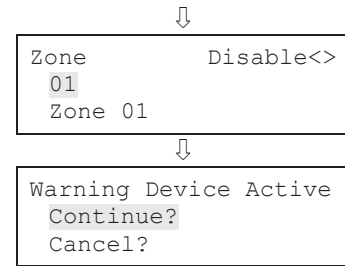 ⇩
Zone Disable<>
01
Zone 01
⇩
Warning Device Active
Continue?
Cancel?